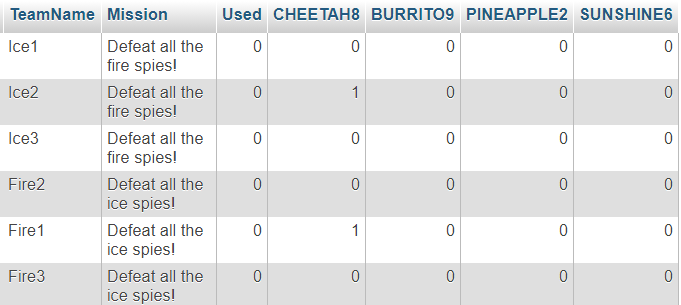 TeamName Mission Used CHEETAH8 BURRITO9 PINEAPPLE2 SUNSHINE6
Ice1 Defeat all the 0 0 0 0 0
fire spies!
Ice2 Defeat all the 0 1 0 0 0
fire spies!
Ice3 Defeat all the 0 0 0 0 0
fire spies!
Fire2 Defeat all the 0 0 0 0 0
ice spies!
Fire1 Defeat all the 0 1 0 0 0
ice spies!
Fire3 Defeat all the 0 0 0 0 0
ice spies!